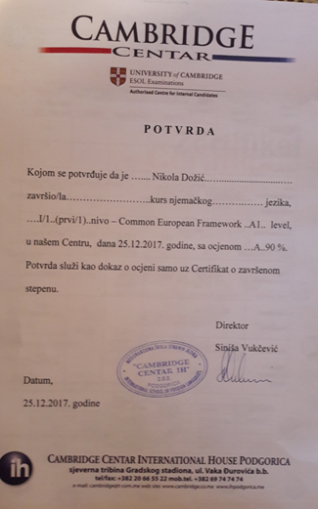 CAMBRIDGE
CENTAR
UNIVERSITY of CAMBRIDGE
ESOL Examinations
Authorised Centre for Internal Candidates
POTVRDA
Kojom se potvrđuje da je ...... Nikola Dožić..............................
završio/la...........................kurs njemačkog....................... jezika,
....I/1..(prvi/1)..nivo – Common European Framework ..A1.. level,
u našem Centru, dana 25.12.2017. godine, sa ocjenom ...A..90 %.
Potvrda služi kao dokaz o ocjeni samo uz Certifikat o završenom
stepenu.
Direktor
Siniša Vukčević
"CAMBRIDGE
CENTAR IH"
PODGORICA
Datum,
25.12.2017. godine
ih
CAMBRIDGE CENTAR INTERNATIONAL HOUSE PODGORICA
sjeverna tribina Gradskog stadiona, ul. Vaka Đurovića b.b.
tel/fax: +382 20 66 33 22 mob.tel. +382 69 74 74 74